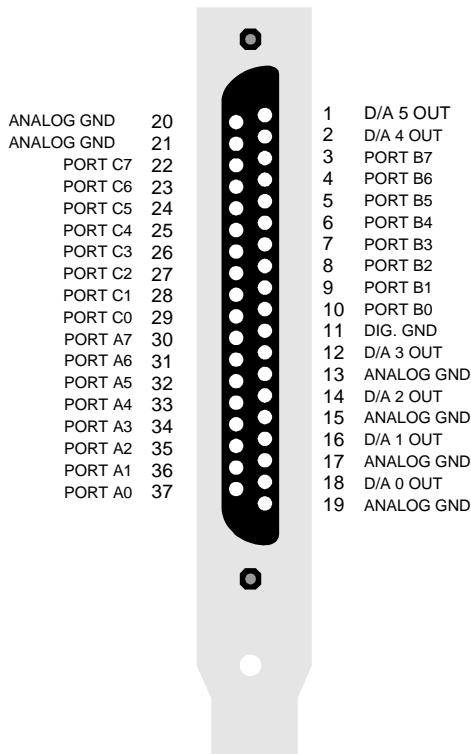 ANALOG GND 20
ANALOG GND 21
PORT C7 22
PORT C6 23
PORT C5 24
PORT C4 25
PORT C3 26
PORT C2 27
PORT C1 28
PORT C0 29
PORT A7 30
PORT A6 31
PORT A5 32
PORT A4 33
PORT A3 34
PORT A2 35
PORT A1 36
PORT A0 37
1 D/A 5 OUT
2 D/A 4 OUT
3 PORT B7
4 PORT B6
5 PORT B5
6 PORT B4
7 PORT B3
8 PORT B2
9 PORT B1
10 PORT B0
11 DIG. GND
12 D/A 3 OUT
13 ANALOG GND
14 D/A 2 OUT
15 ANALOG GND
16 D/A 1 OUT
17 ANALOG GND
18 D/A 0 OUT
19 ANALOG GND